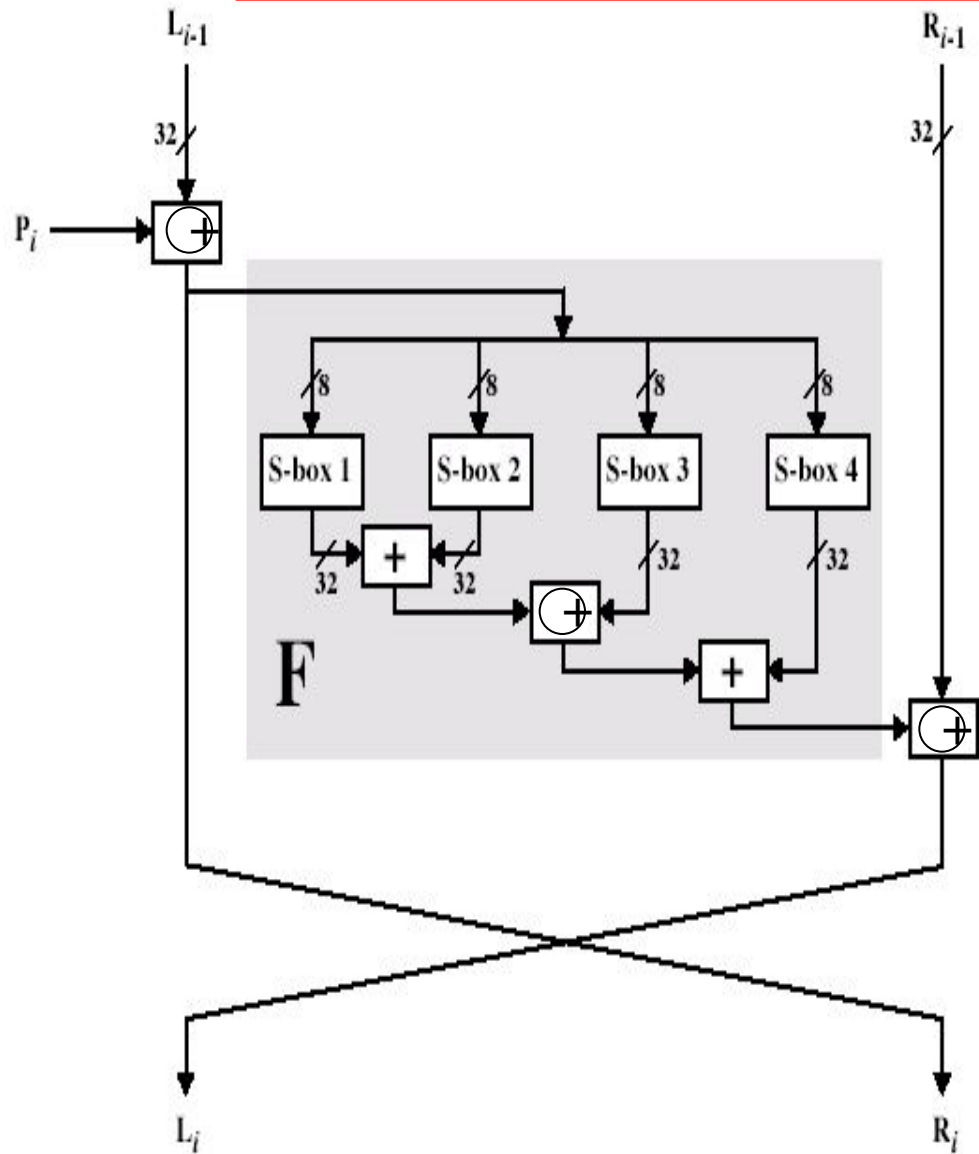 L_{i-1} R_{i-1}
32 32
P_i ⊕
8 8 8 8
S-box 1 S-box 2 S-box 3 S-box 4
32 + 32 32 32
⊕
F +
⊕
L_i R_i